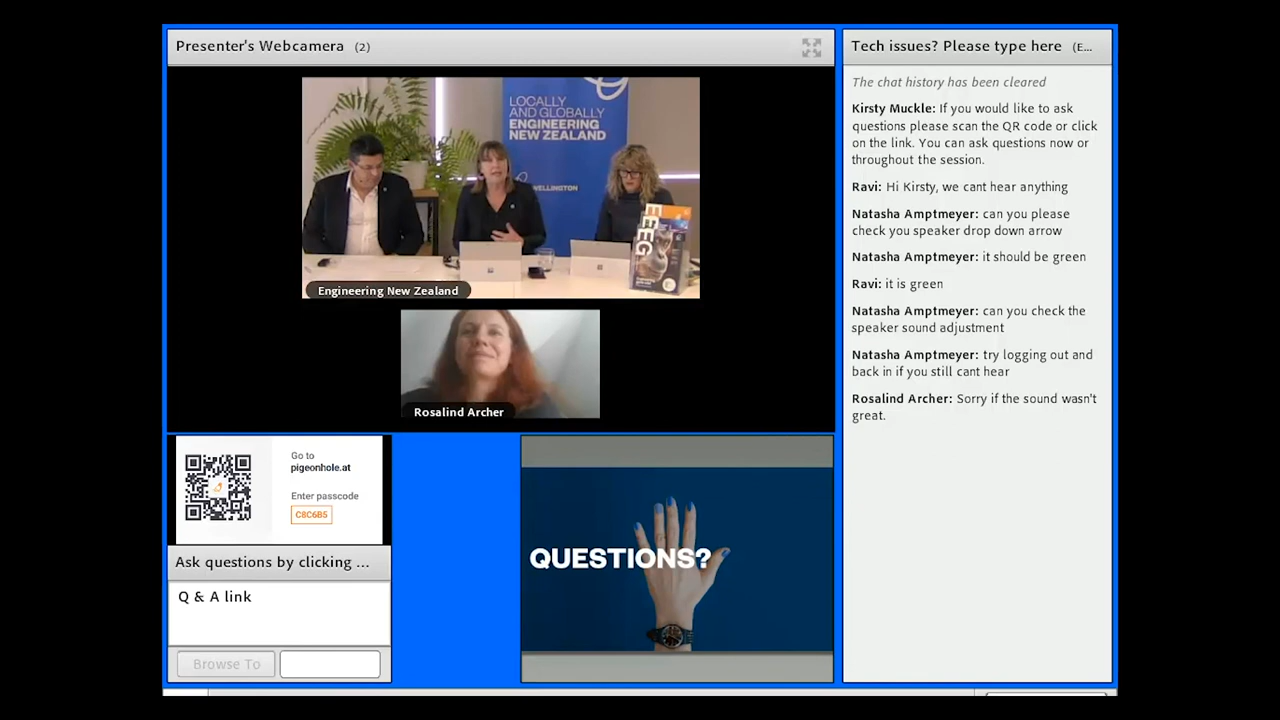 Presenter's Webcamera (2)
LOCALLY
AND GLOBALLY
ENGINEERING
NEW ZEALAND
WELLINGTON
EEEG
Engineering New Zealand
Rosalind Archer
Go to
pigeonhole.at
Enter passcode
C8C6B5
Ask questions by clicking ...
Q & A link
Browse To
QUESTIONS?
Tech issues? Please type here (E...
The chat history has been cleared
Kirsty Muckle: If you would like to ask
questions please scan the QR code or click
on the link. You can ask questions now or
throughout the session.
Ravi: Hi Kirsty, we cant hear anything
Natasha Amptmeyer: can you please
check you speaker drop down arrow
Natasha Amptmeyer: it should be green
Ravi: it is green
Natasha Amptmeyer: can you check the
speaker sound adjustment
Natasha Amptmeyer: try logging out and
back in if you still cant hear
Rosalind Archer: Sorry if the sound wasn't
great.